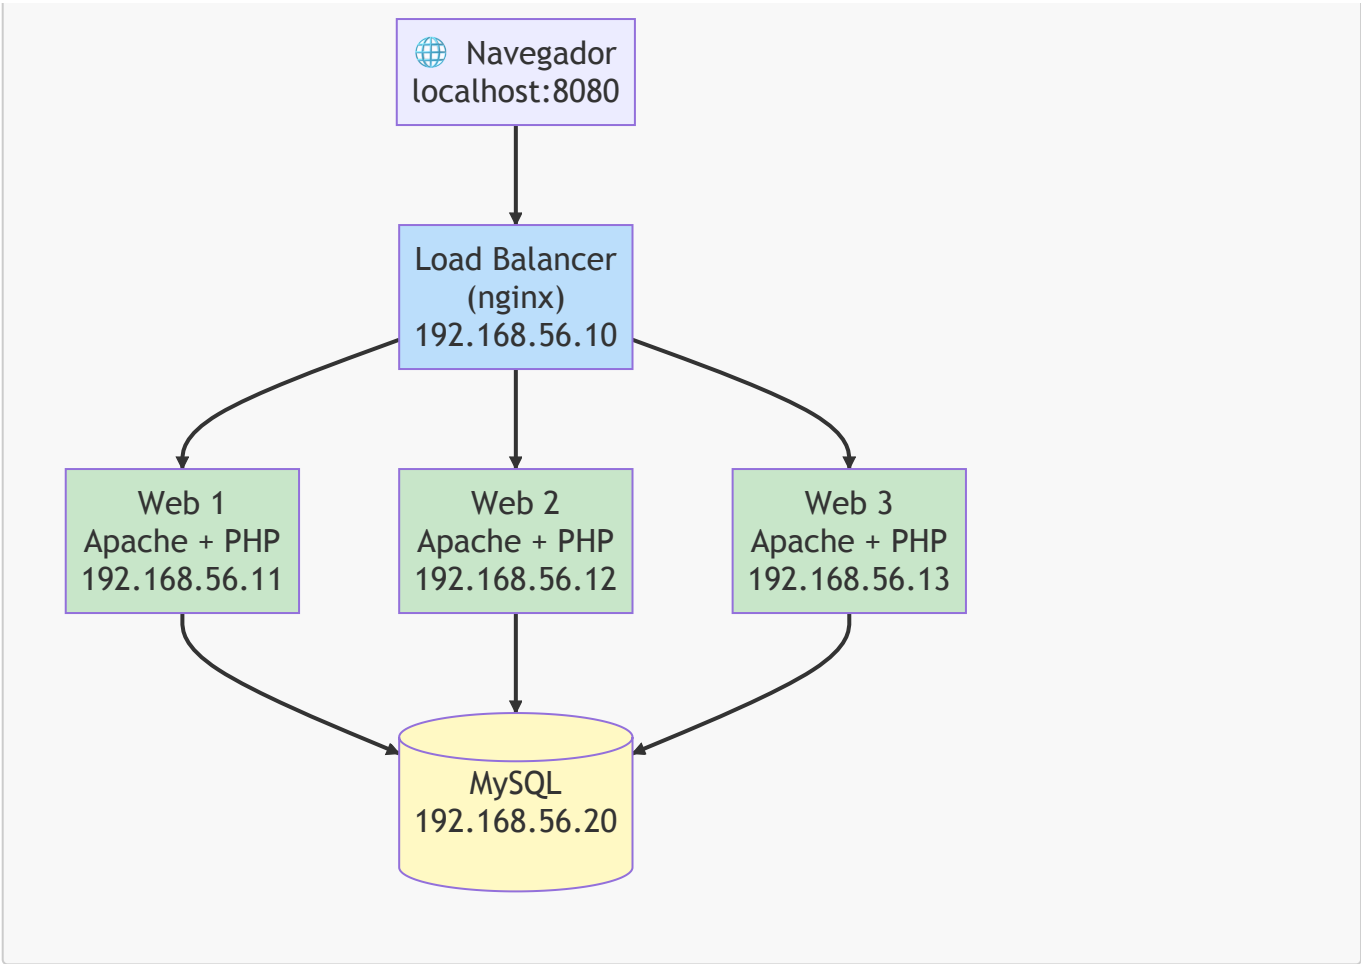 🌐 Navegador
localhost:8080
Load Balancer
(nginx)
192.168.56.10
Web 1
Apache + PHP
192.168.56.11
Web 2
Apache + PHP
192.168.56.12
Web 3
Apache + PHP
192.168.56.13
MySQL
192.168.56.20